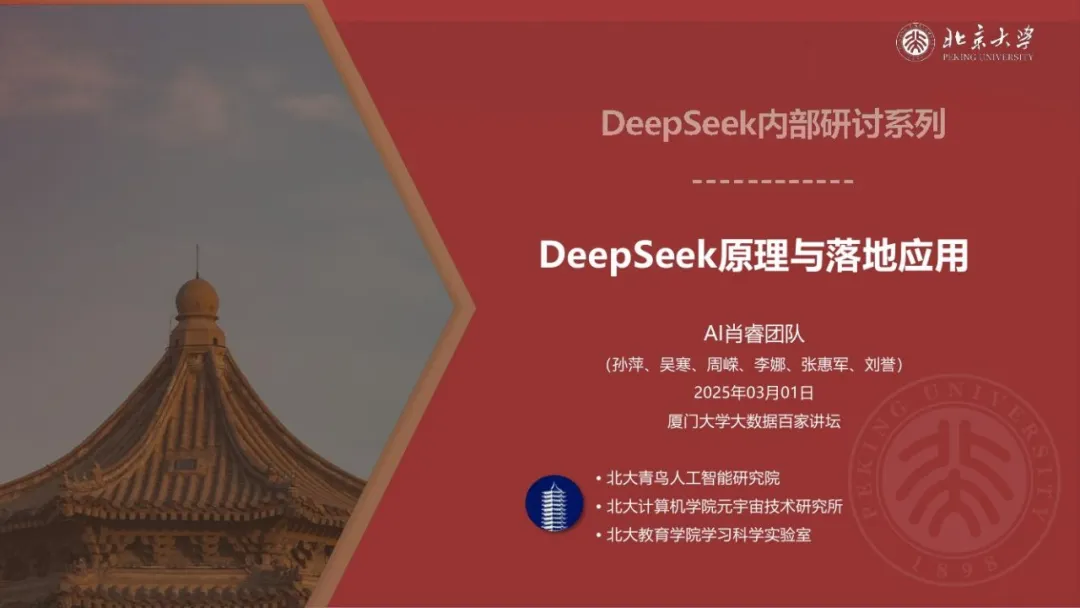 北京大学
PEKING UNIVERSITY
DeepSeek内部研讨系列
------------
DeepSeek原理与落地应用
AI肖睿团队
(孙萍、吴寒、周嵘、李娜、张惠军、刘誉)
2025年03月01日
厦门大学大数据百家讲坛
• 北大青鸟人工智能研究院
• 北大计算机学院元宇宙技术研究所
• 北大教育学院学习科学实验室
PEKING UNIVERSITY
1898